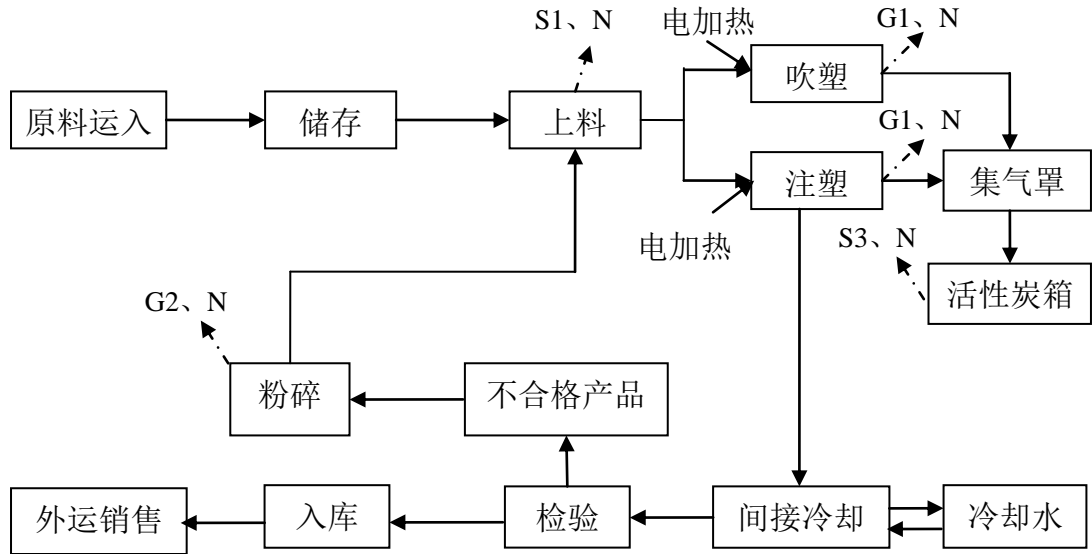 S1、N
电加热
G1、N
吹塑
原料运入
储存
上料
G1、N
注塑
集气罩
电加热
S3、N
活性炭箱
G2、N
粉碎
不合格产品
外运销售
入库
检验
间接冷却
冷却水